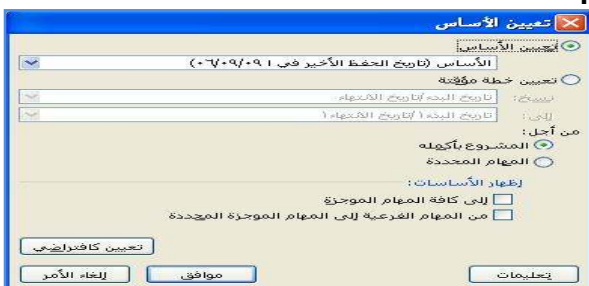 تعيين الأساس
تعيين الأساس
الأساس (تاريخ الحفظ الأخير في ٠٦/٠٩/٠٩١)
تعيين خطة مؤقتة
نسخ: تاريخ البدء/تاريخ الانتهاء
إلى: تاريخ البدء١/تاريخ الانتهاء١
من أجل:
المشروع بأكمله
المهام المحددة
إظهار الأساسات:
إلى كافة المهام الموجزة
من المهام الفرعية إلى المهام الموجزة المحددة
تعيين كافتراضي
تعليمات
موافق
إلغاء الأمر